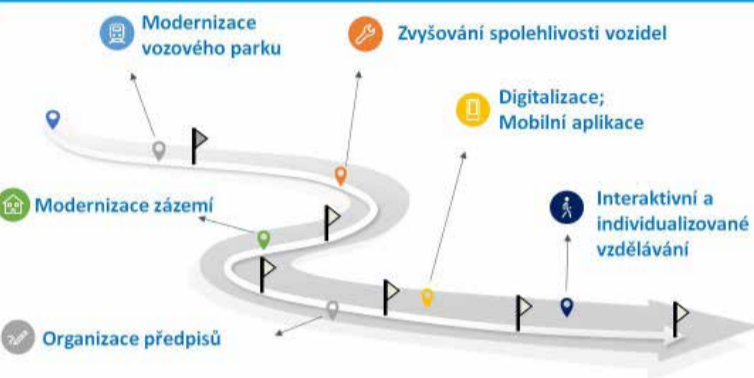 Modernizace
vozového parku
Zvyšování spolehlivosti vozidel
Digitalizace;
Mobilní aplikace
Modernizace zázemí
Interaktivní a
individualizované
vzdělávání
Organizace předpisů